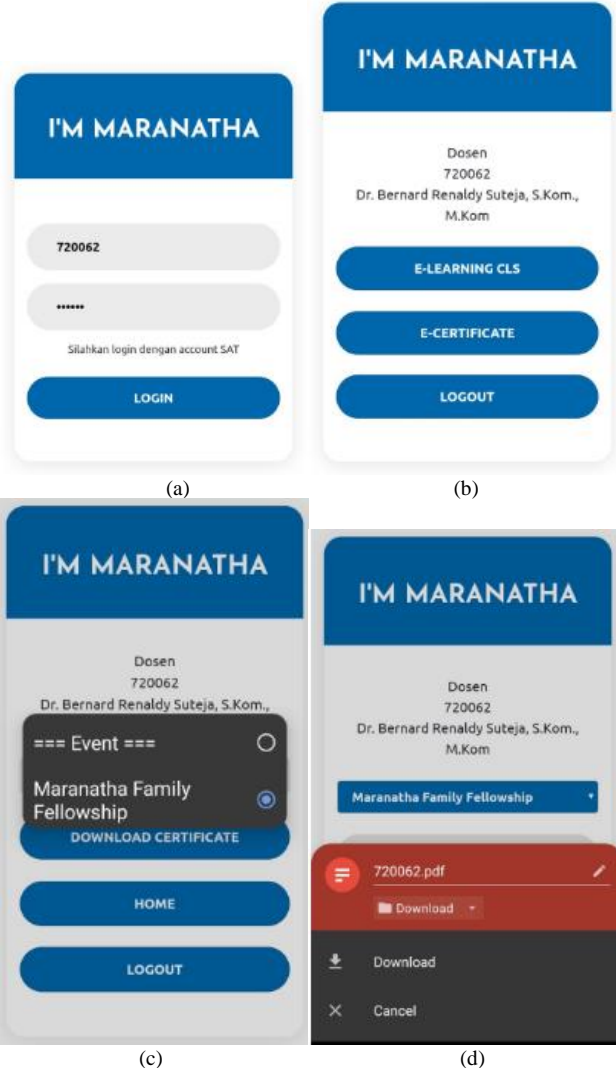 I'M MARANATHA
720062
••••••
Silahkan login dengan account SAT
LOGIN
(a)
I'M MARANATHA
Dosen
720062
Dr. Bernard Renaldy Suteja, S.Kom.,
M.Kom
E-LEARNING CLS
E-CERTIFICATE
LOGOUT
(b)
I'M MARANATHA
Dosen
720062
Dr. Bernard Renaldy Suteja, S.Kom.,
=== Event ===
Maranatha Family
Fellowship
DOWNLOAD CERTIFICATE
HOME
LOGOUT
(c)
I'M MARANATHA
Dosen
720062
Dr. Bernard Renaldy Suteja, S.Kom.,
M.Kom
Maranatha Family Fellowship
720062.pdf
Download
Download
Cancel
(d)